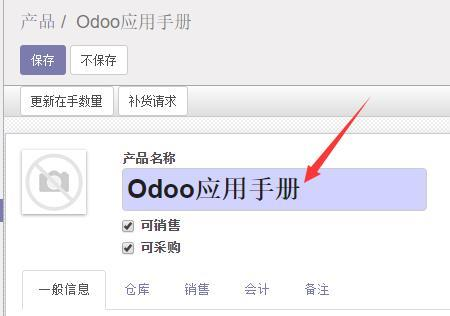 产品 / Odoo应用手册
保存 不保存
更新在手数量 补货请求
产品名称
Odoo应用手册
可销售
可采购
一般信息 仓库 销售 会计 备注